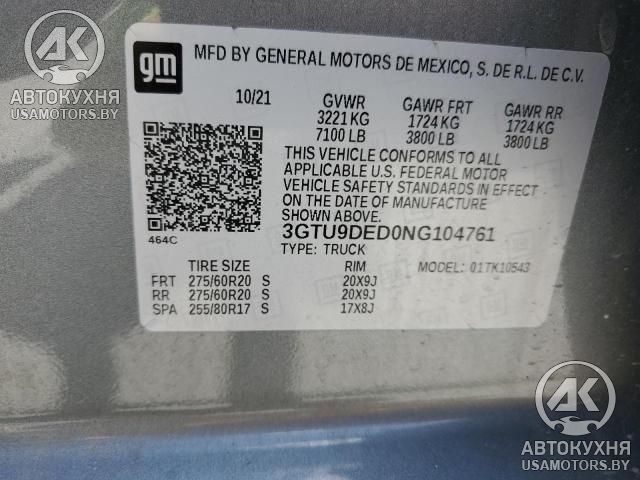 АВТОКУХНЯ
USAMOTORS.BY
gm
MFD BY GENERAL MOTORS DE MEXICO, S. DE R.L. DE C.V.
10/21 GVWR GAWR FRT GAWR RR
3221 KG 1724 KG 1724 KG
7100 LB 3800 LB 3800 LB
THIS VEHICLE CONFORMS TO ALL
APPLICABLE U.S. FEDERAL MOTOR
VEHICLE SAFETY STANDARDS IN EFFECT
ON THE DATE OF MANUFACTURE
SHOWN ABOVE.
464C 3GTU9DED0NG104761
TYPE: TRUCK MODEL: 01TK10543
TIRE SIZE RIM
FRT 275/60R20 S 20X9J
RR 275/60R20 S 20X9J
SPA 255/80R17 S 17X8J
АК
АВТОКУХНЯ
USAMOTORS.BY